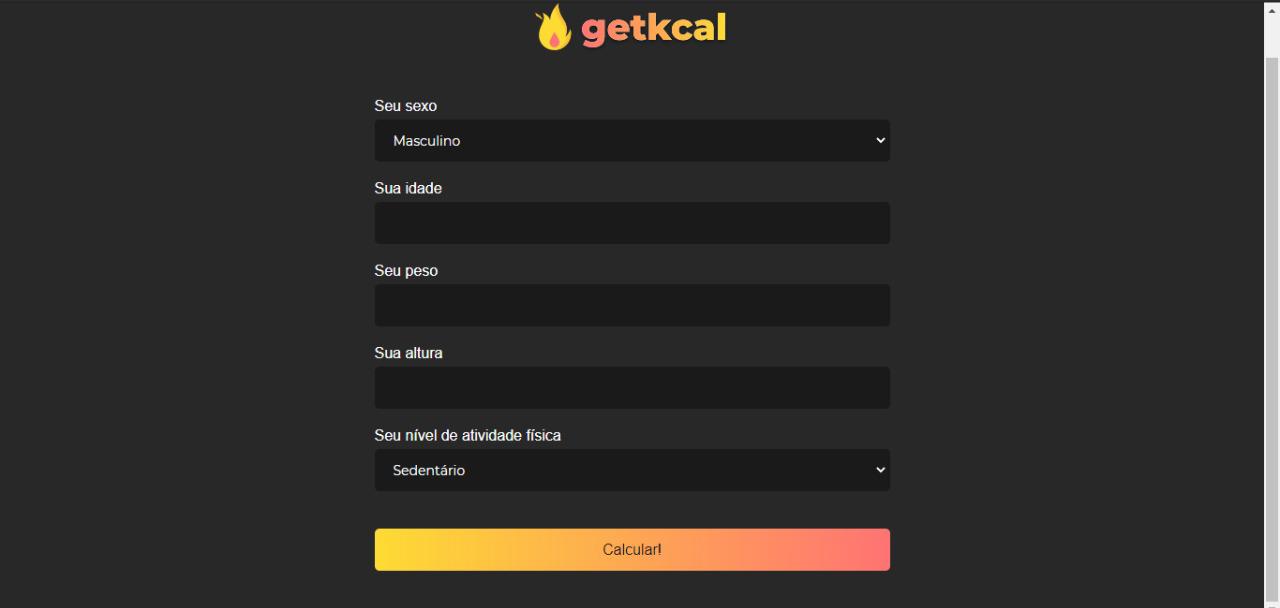 getkcal
Seu sexo
Masculino
Sua idade
Seu peso
Sua altura
Seu nível de atividade física
Sedentário
Calcular!